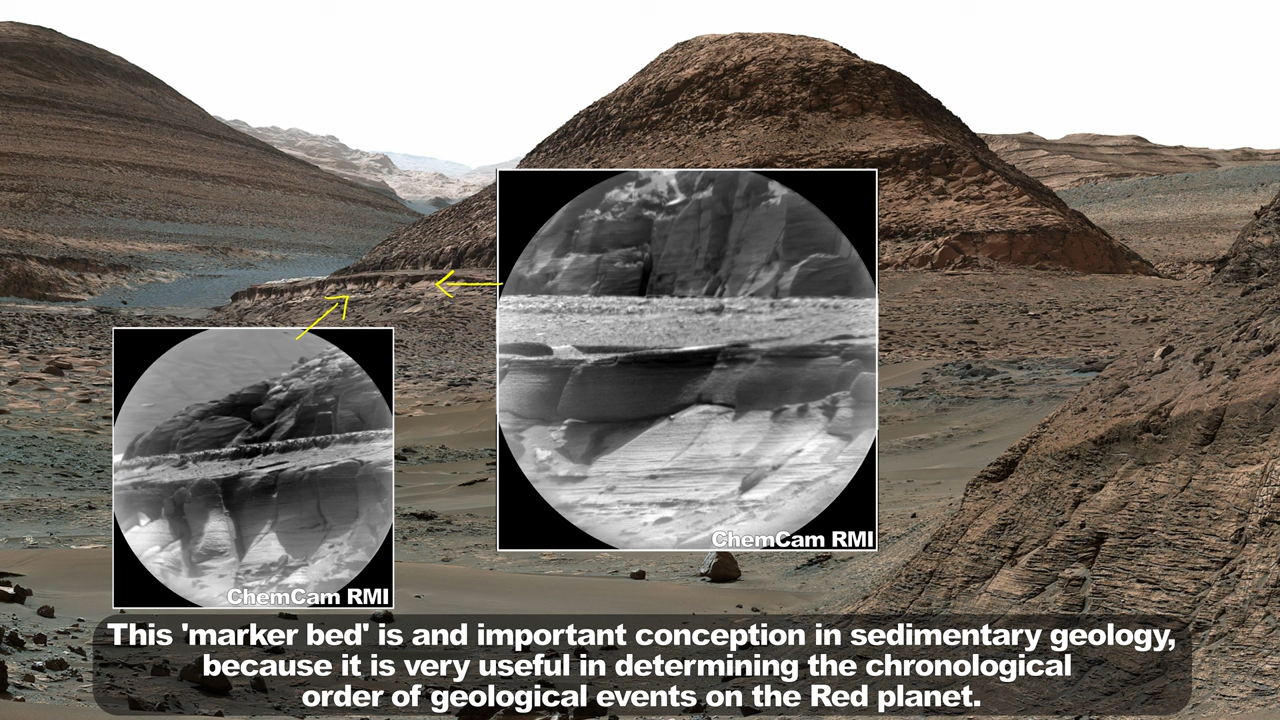 ChemCam RMI
ChemCam RMI
This 'marker bed' is and important conception in sedimentary geology,
because it is very useful in determining the chronological
order of geological events on the Red planet.